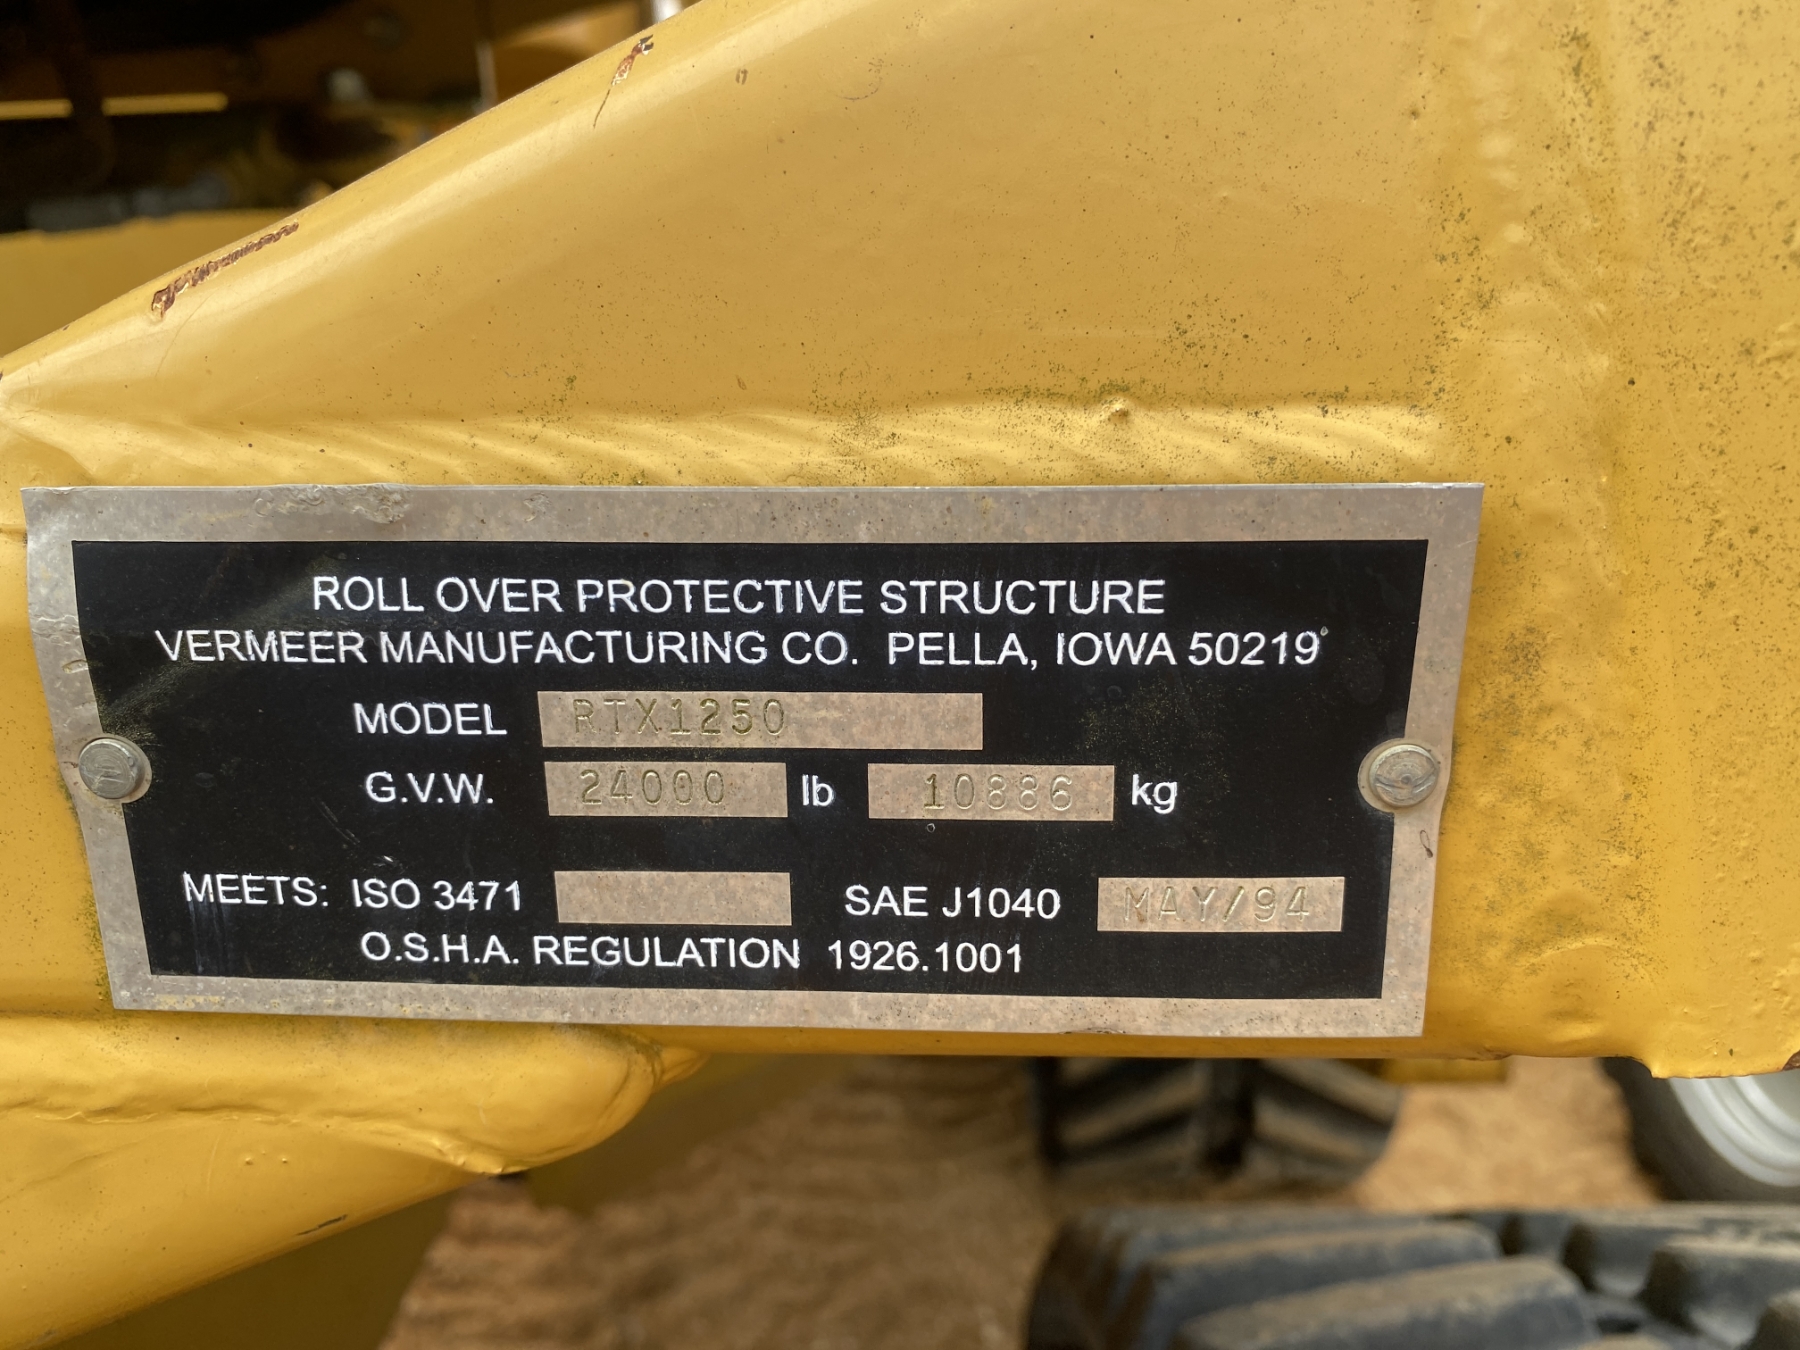 ROLL OVER PROTECTIVE STRUCTURE
VERMEER MANUFACTURING CO. PELLA, IOWA 50219
MODEL RTX1250
G.V.W. 24000 lb 10886 kg
MEETS: ISO 3471 SAE J1040 MAY/94
O.S.H.A. REGULATION 1926.1001